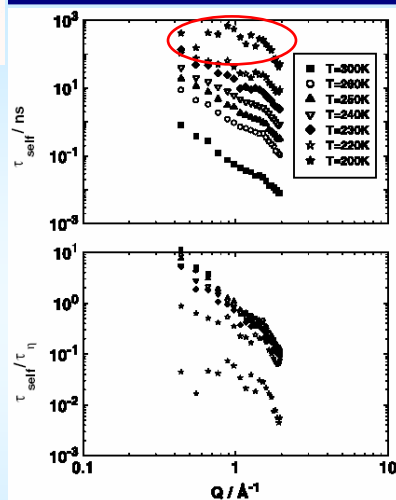 10³
10¹
10⁻¹
10⁻³
τ self / ns
T=300K
T=260K
T=250K
T=240K
T=230K
T=220K
T=200K
10¹
10⁰
10⁻¹
10⁻²
10⁻³
τ self / τ η
0.1
1
10
Q / Å⁻¹